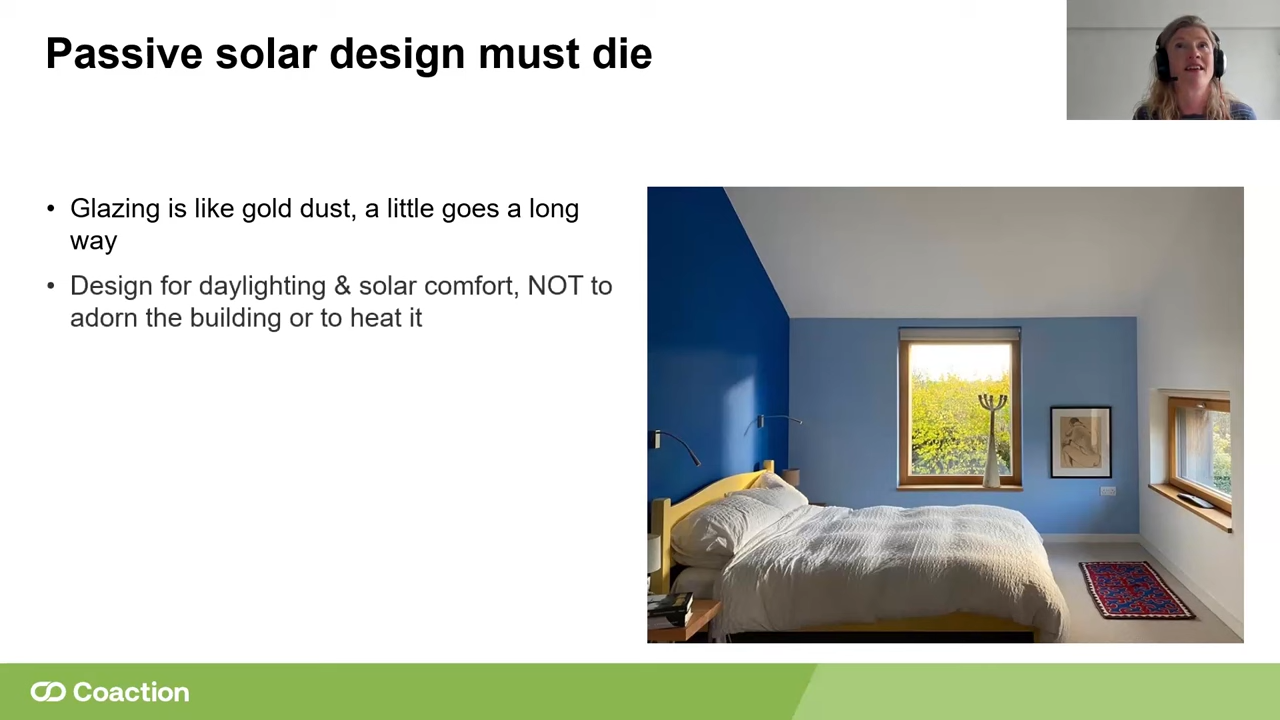 Passive solar design must die
• Glazing is like gold dust, a little goes a long
way
• Design for daylighting & solar comfort, NOT to
adorn the building or to heat it
Coaction